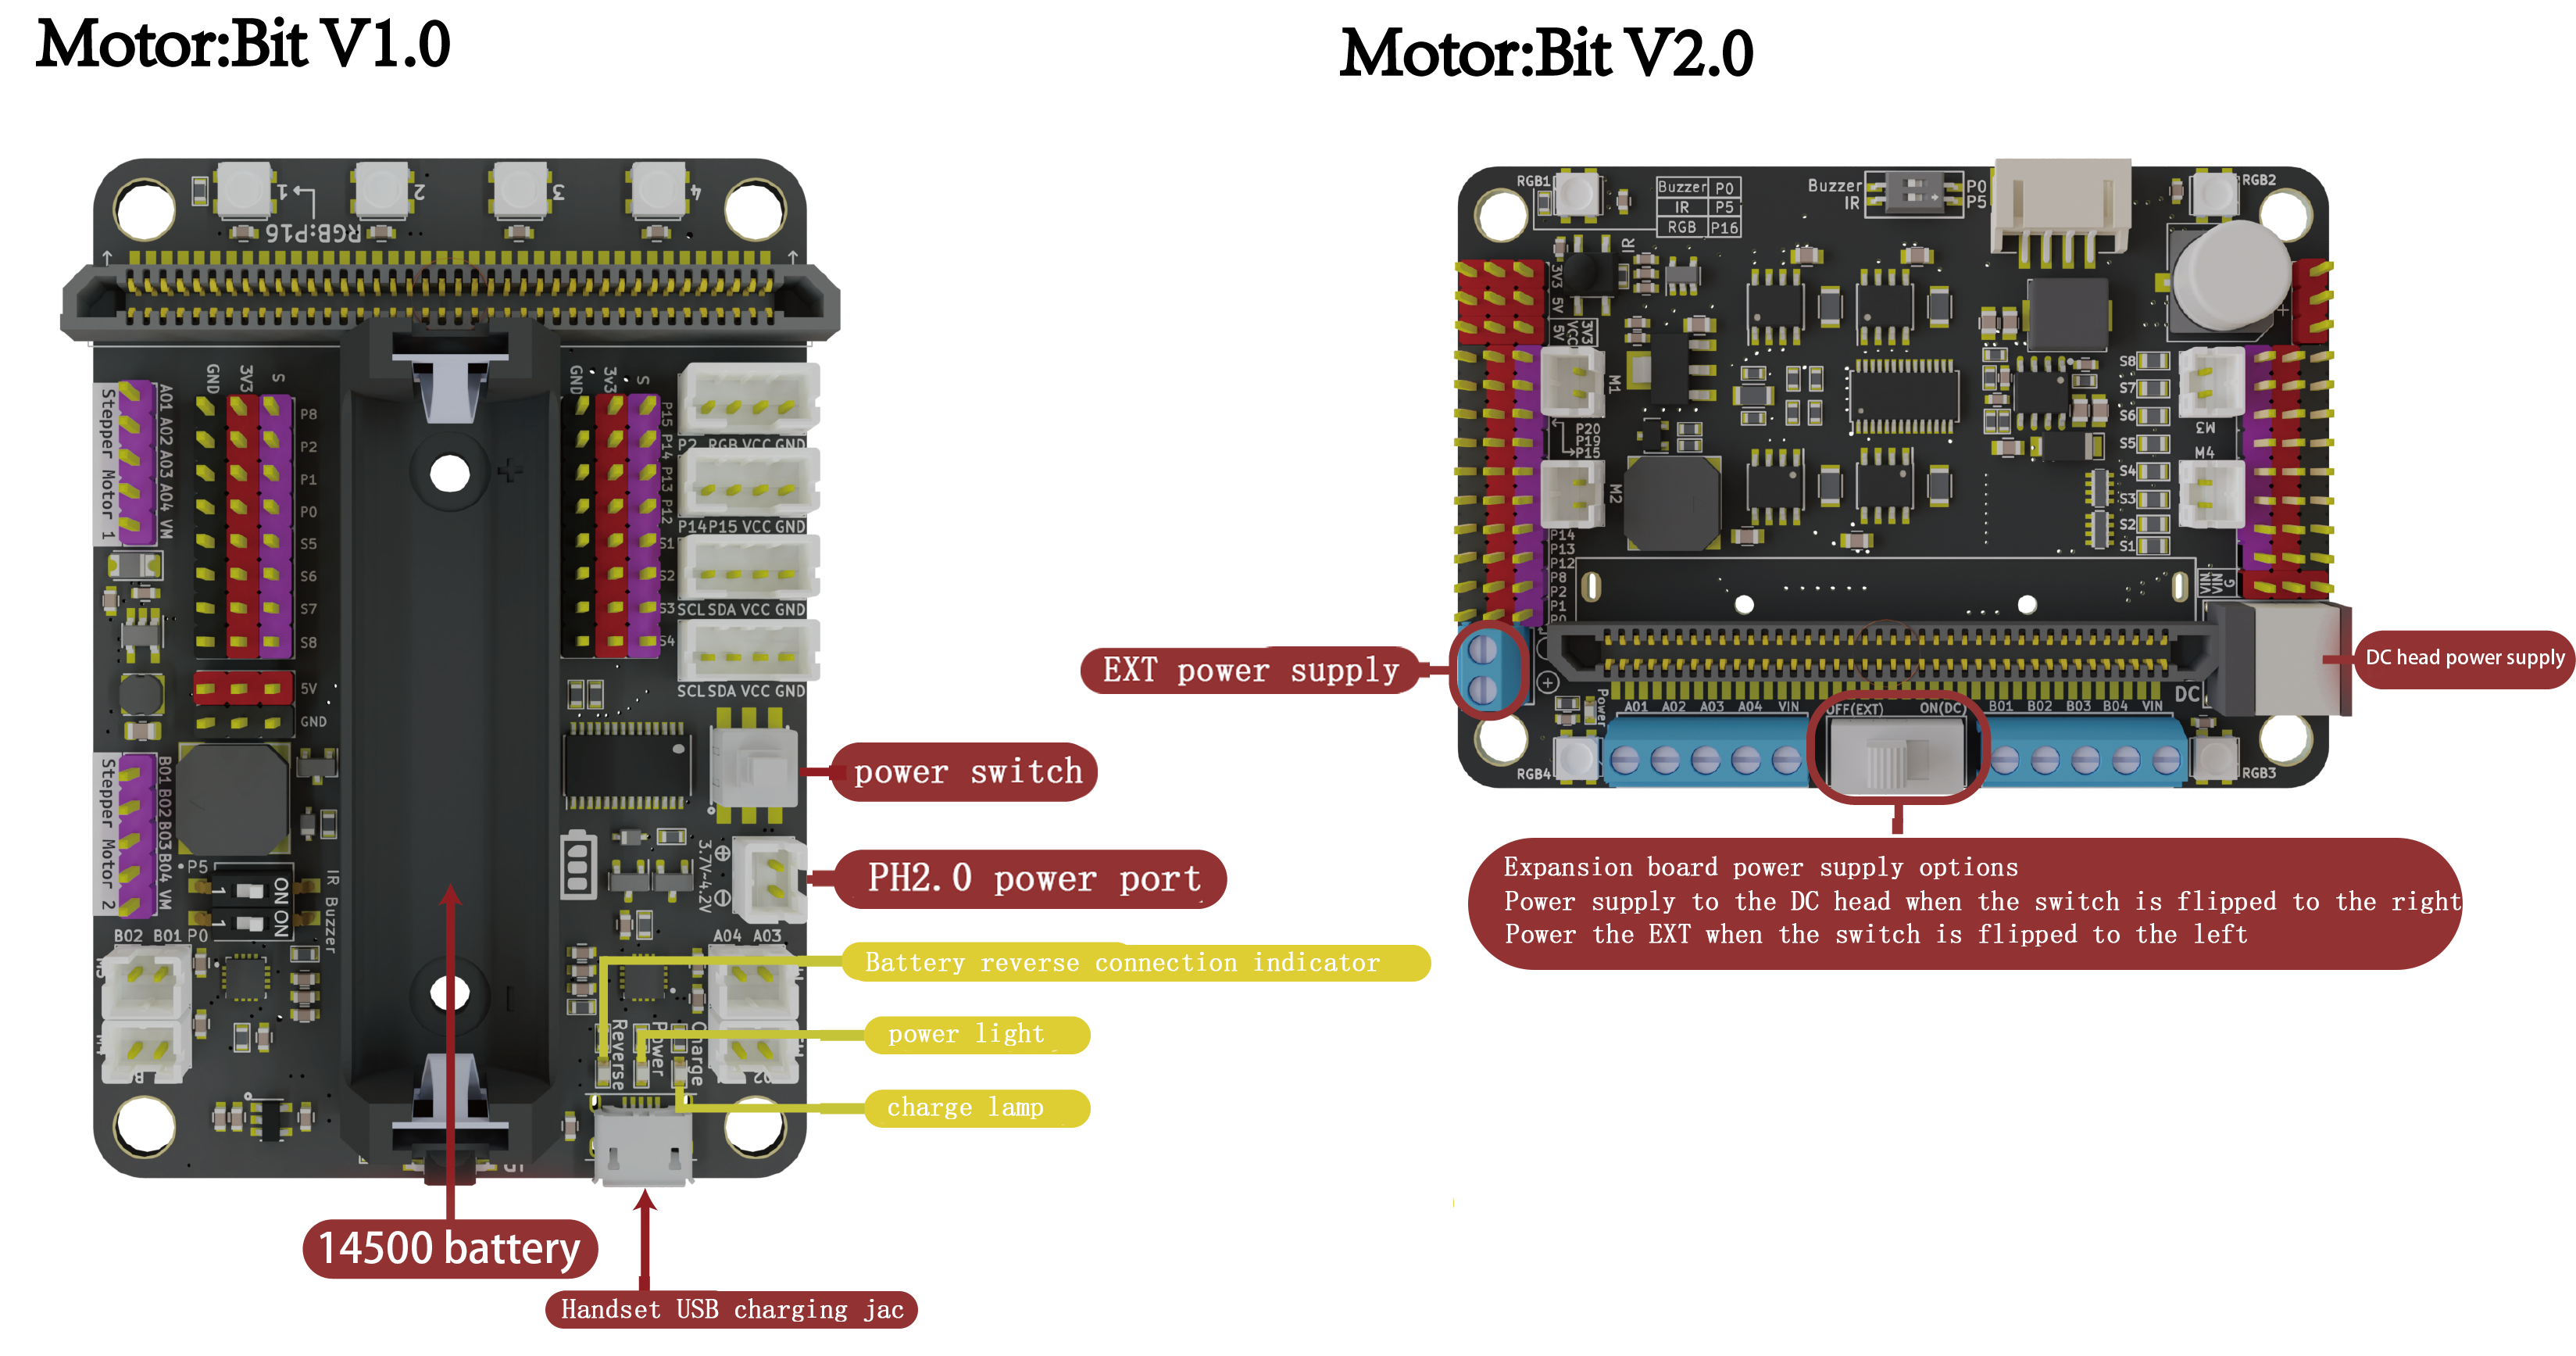 Motor:Bit V1.0
Motor:Bit V2.0
1
2
3
4
RGB:P16
Stepper Motor 1
A01 A02 A03 A04 VM
GND
3V3
S
P8
P2
P1
P0
S5
S6
S7
S8
5V
GND
GND
3v3
S
P15
P14
P13
P12
S1
S2
S3
S4
P2 RGB VCC GND
P14P15 VCC GND
SCL SDA VCC GND
SCL SDA VCC GND
Stepper Motor 2
B01 B02 B03 B04 VM
P5
1 ON
1 ON
IR
Buzzer
B02 B01 P0
3.7V~4.2V
A04 A03
Reverse
Power
Charge
power switch
PH2.0 power port
Battery reverse connection indicator
power light
charge lamp
14500 battery
Handset USB charging jac
RGB1
Buzzer P0
IR P5
RGB P16
Buzzer
IR
P0
P5
RGB2
IR
3V3
5V
3V3
VCC
5V
M1
P20
P19
P15
M2
P14
P13
P12
P8
P2
P1
P0
S8
S7
S6
S5
S4
S3
S2
S1
M3
M4
VIN
VIN
G
DC
Power
A01 A02 A03 A04 VIN
OFF(EXT) ON(DC)
B01 B02 B03 B04 VIN
RGB4
RGB3
EXT power supply
DC head power supply
Expansion board power supply options
Power supply to the DC head when the switch is flipped to the right
Power the EXT when the switch is flipped to the left